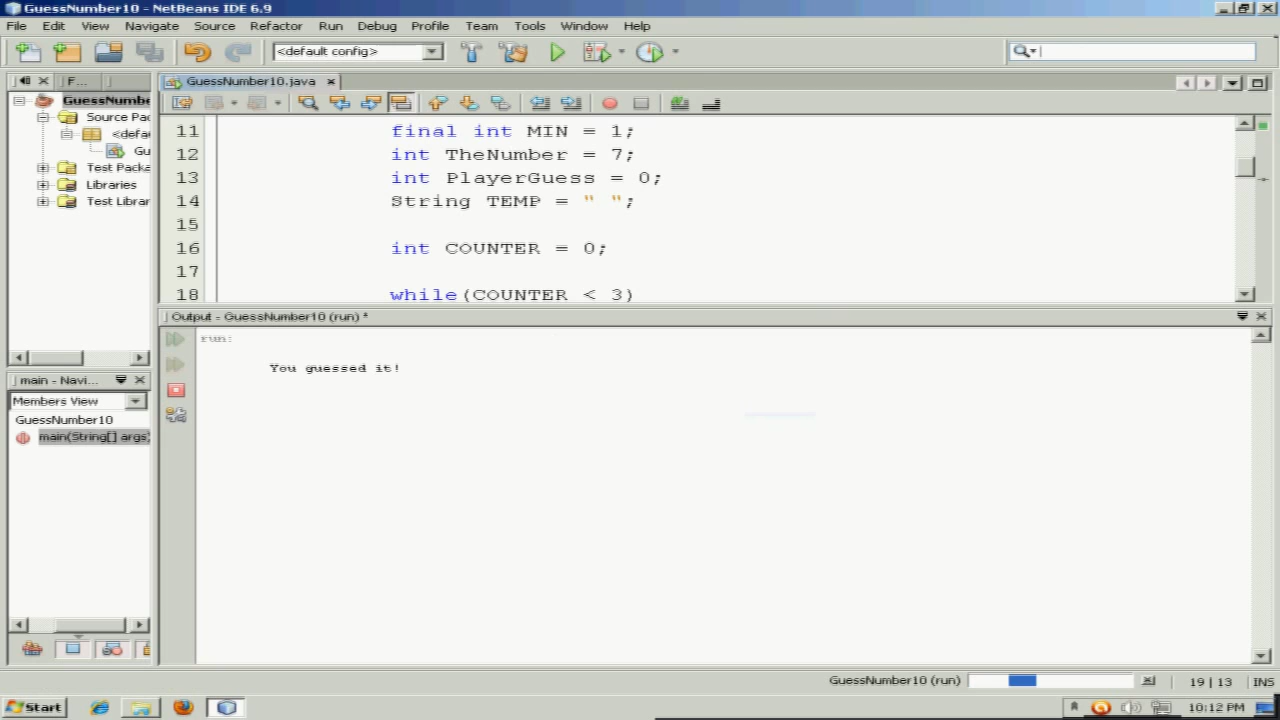 GuessNumber10 - NetBeans IDE 6.9
File Edit View Navigate Source Refactor Run Debug Profile Team Tools Window Help
<default config>
F...
GuessNumber10.java
GuessNumbe
Source Pac
<defau
Gu
Test Packa
Libraries
Test Librar
11 final int MIN = 1;
12 int TheNumber = 7;
13 int PlayerGuess = 0;
14 String TEMP = " ";
15
16 int COUNTER = 0;
17
18 while(COUNTER < 3)
Output - GuessNumber10 (run) *
run:
You guessed it!
main - Navi...
Members View
GuessNumber10
main(String[] args)
GuessNumber10 (run)
19 | 13 INS
Start
10:12 PM